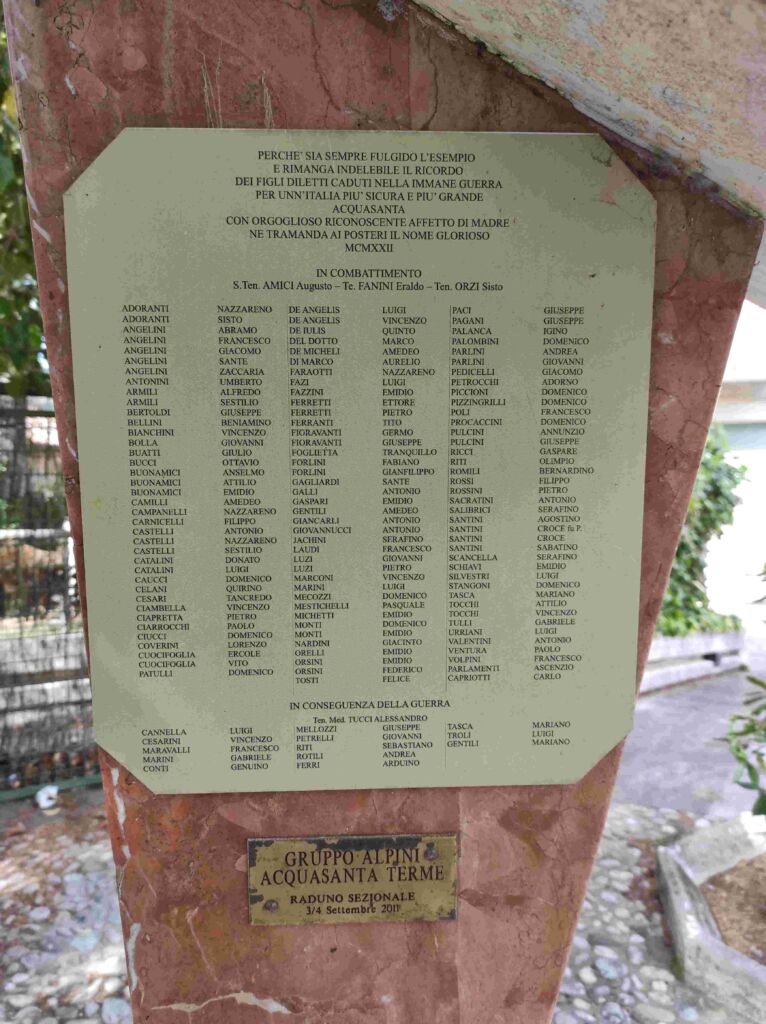 PERCHE' SIA SEMPRE FULGIDO L'ESEMPIO
E RIMANGA INDELEBILE IL RICORDO
DEI FIGLI DILETTI CADUTI NELLA IMMANE GUERRA
PER UNN'ITALIA PIU' SICURA E PIU' GRANDE
ACQUASANTA
CON ORGOGLIOSO RICONOSCENTE AFFETTO DI MADRE
NE TRAMANDA AI POSTERI IL NOME GLORIOSO
MCMXXII
IN COMBATTIMENTO
S.Ten. AMICI Augusto – Te. FANINI Eraldo – Ten. ORZI Sisto
ADORANTI NAZZARENO DE ANGELIS LUIGI PACI GIUSEPPE
ADORANTI SISTO DE ANGELIS VINCENZO PAGANI GIUSEPPE
ANGELINI ABRAMO DE IULIS QUINTO PALANCA IGINO
ANGELINI FRANCESCO DEL DOTTO MARCO PALOMBINI DOMENICO
ANGELINI GIACOMO DE MICHELI AMEDEO PARLINI ANDREA
ANGELINI SANTE DI MARCO AURELIO PARLINI GIOVANNI
ANGELINI ZACCARIA FARAOTTI NAZZARENO PEDICELLI GIACOMO
ANTONINI UMBERTO FAZI LUIGI PETROCCHI ADORNO
ARMILI ALFREDO FAZZINI EMIDIO PICCIONI DOMENICO
ARMILI SESTILIO FERRETTI ETTORE PIZZINGRILLI DOMENICO
BERTOLDI GIUSEPPE FERRETTI PIETRO POLI FRANCESCO
BELLINI BENIAMINO FERRANTI TITO PROCACCINI DOMENICO
BIANCHINI VINCENZO FIORAVANTI GERMO PULCINI ANNUNZIO
BOLLA GIOVANNI FIORAVANTI GIUSEPPE PULCINI GIUSEPPE
BUATTI GIULIO FOGLIETTA TRANQUILLO RICCI GASPARE
BUCCI OTTAVIO FORLINI FABIANO RITI OLIMPIO
BUONAMICI ANSELMO FORLINI GIANFILIPPO ROMILI BERNARDINO
BUONAMICI ATTILIO GAGLIARDI SANTE ROSSI FILIPPO
BUONAMICI EMIDIO GALLI ANTONIO ROSSINI PIETRO
CAMILLI AMEDEO GASPARI EMIDIO SACRATINI ANTONIO
CAMPANELLI NAZZARENO GENTILI AMEDEO SALIBRICI SERAFINO
CARNICELLI FILIPPO GIANCARLI ANTONIO SANTINI AGOSTINO
CASTELLI ANTONIO GIOVANNUCCI ANTONIO SANTINI CROCE fu P.
CASTELLI NAZZARENO JACHINI SERAFINO SANTINI CROCE
CASTELLI SESTILIO LAUDI FRANCESCO SANTINI SABATINO
CATALINI DONATO LUZI GIOVANNI SCANCELLA SERAFINO
CATALINI LUIGI LUZI PIETRO SCHIAVI EMIDIO
CAUCCI DOMENICO MARCONI VINCENZO SILVESTRI LUIGI
CELANI QUIRINO MARINI LUIGI STANGONI DOMENICO
CESARI TANCREDO MECOZZI DOMENICO TASCA MARIANO
CIAMBELLA VINCENZO MESTICHELLI PASQUALE TOCCHI ATTILIO
CIAPRETTA PIETRO MICHETTI EMIDIO TOCCHI VINCENZO
CIARROCCHI PAOLO MONTI DOMENICO TULLI GABRIELE
CIUCCI DOMENICO MONTI EMIDIO URRIANI LUIGI
COVERINI LORENZO NARDINI GIACINTO VALENTINI ANTONIO
CUOCIFOGLIA ERCOLE ORELLI EMIDIO VENTURA PAOLO
CUOCIFOGLIA VITO ORSINI EMIDIO VOLPINI FRANCESCO
PATULLI DOMENICO ORSINI FEDERICO PARLAMENTI ASCENZIO
TOSTI FELICE CAPRIOTTI CARLO
IN CONSEGUENZA DELLA GUERRA
Ten. Med. TUCCI ALESSANDRO
CANNELLA LUIGI MELLOZZI GIUSEPPE TASCA MARIANO
CESARINI VINCENZO PETRELLI GIOVANNI TROLI LUIGI
MARAVALLI FRANCESCO RITI SEBASTIANO GENTILI MARIANO
MARINI GABRIELE ROTILI ANDREA
CONTI GENUINO FERRI ARDUINO
GRUPPO ALPINI
ACQUASANTA TERME
RADUNO SEZIONALE
3/4 Settembre 2011